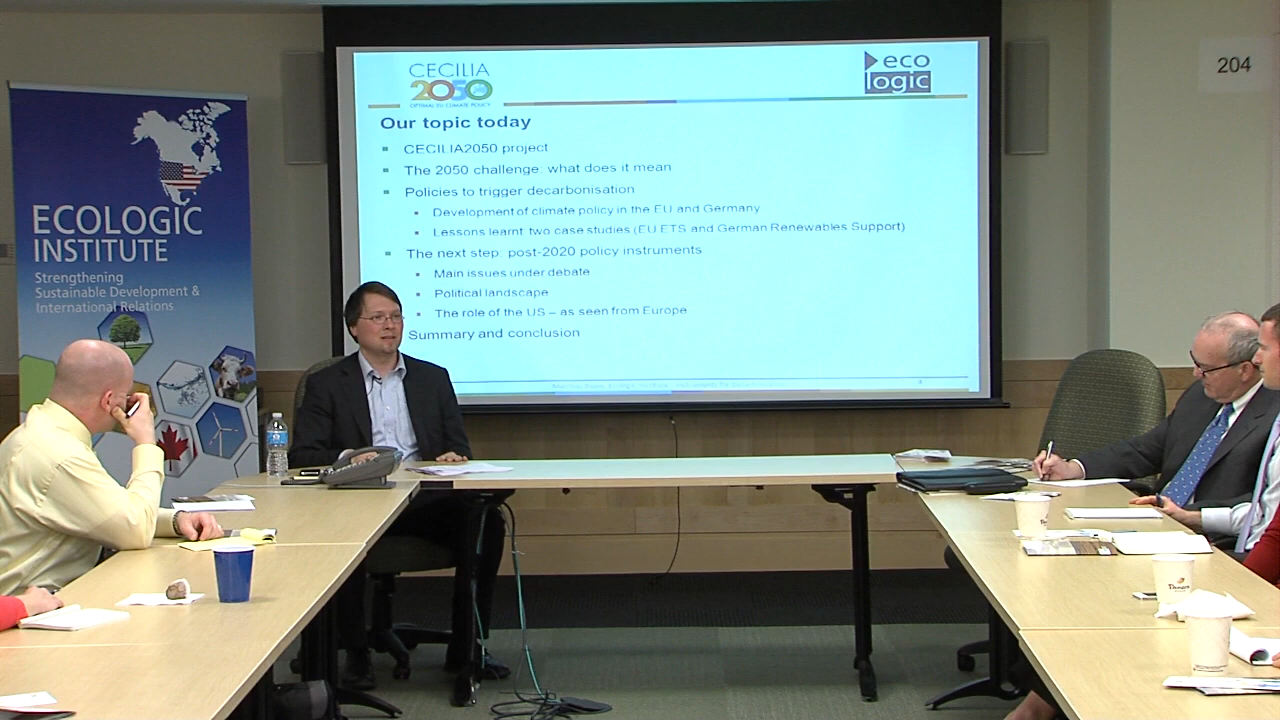 204
CECILIA
2050
OPTIMAL EU CLIMATE POLICY
eco
logic
Our topic today
CECILIA2050 project
The 2050 challenge: what does it mean
Policies to trigger decarbonisation
Development of climate policy in the EU and Germany
Lessons learnt: two case studies (EU ETS and German Renewables Support)
The next step: post-2020 policy instruments
Main issues under debate
Political landscape
The role of the US – as seen from Europe
Summary and conclusion
ECOLOGIC
INSTITUTE
Strengthening
Sustainable Development &
International Relations